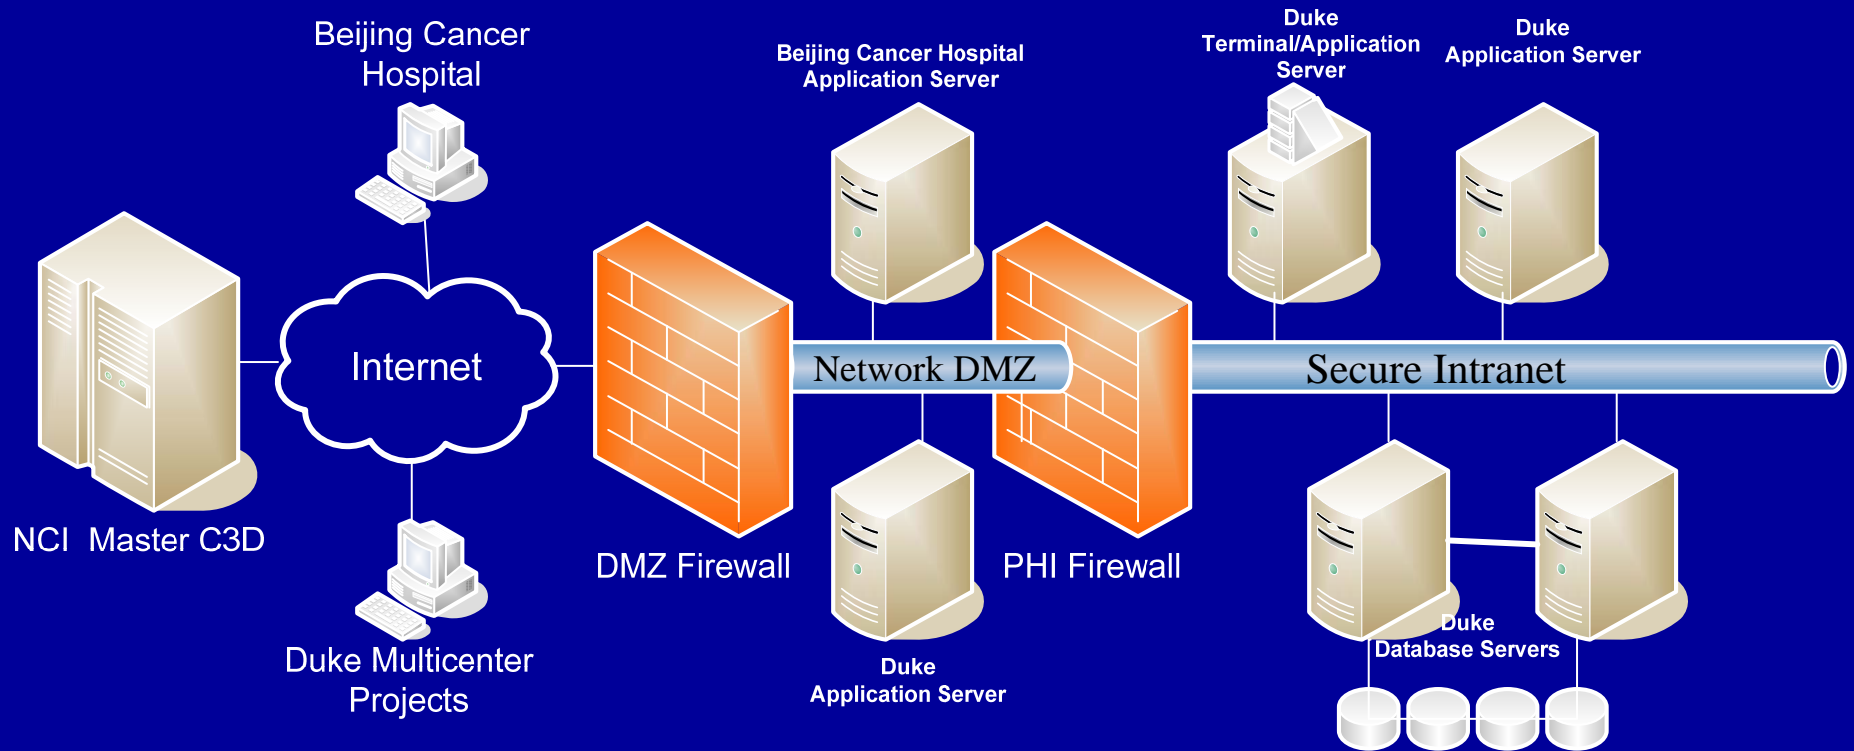 Beijing Cancer
Hospital
Beijing Cancer Hospital
Application Server
Duke
Terminal/Application
Server
Duke
Application Server
Internet
Network DMZ
Secure Intranet
NCI Master C3D
DMZ Firewall
PHI Firewall
Duke Multicenter
Projects
Duke
Application Server
Duke
Database Servers